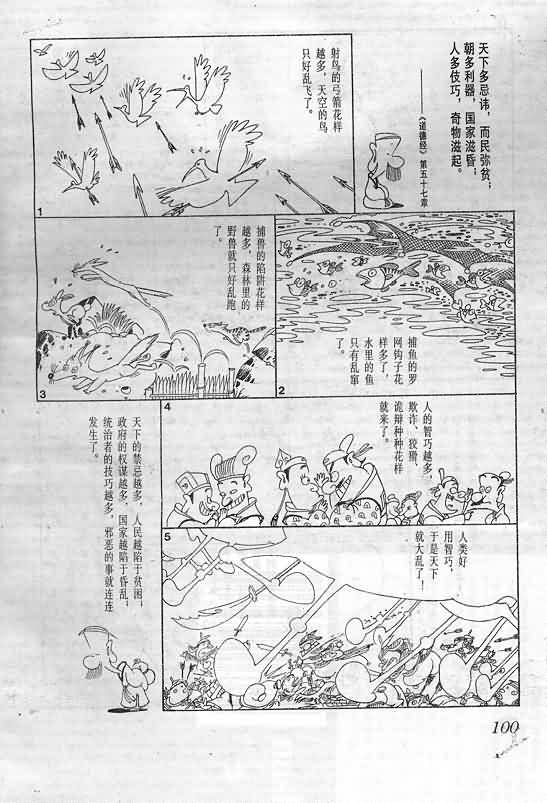 天下多忌讳，而民弥贫；
朝多利器，国家滋昏；
人多伎巧，奇物滋起。
——《道德经》第五十七章
射鸟的弓箭花样
越多，天空的鸟
只好乱飞了。
1
捕鱼的罗
网钩子花
样多了，
水里的鱼
只有乱窜
了。
2
捕兽的陷阱花样
越多，森林里的
野兽就只好乱跑
了。
3
4
人的智巧越多，
欺诈、狡猾、
诡辩种种花样
就来了。
5
人类好
用智巧，
于是天下
就大乱了！
天下的禁忌越多，人民越陷于贫困；
政府的权谋越多，国家越陷于昏乱；
统治者的技巧越多，邪恶的事就连连
发生了。
100